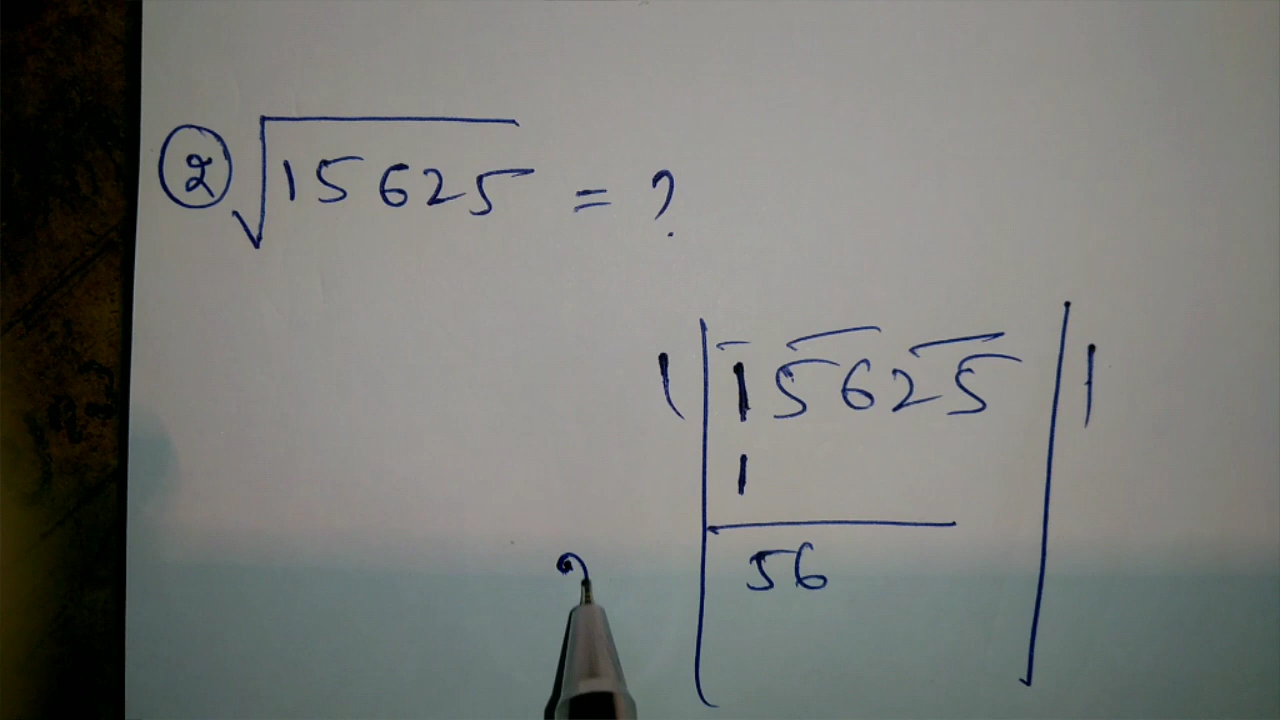 ② √15625 = ?
1 | 15625 | 1
1
56